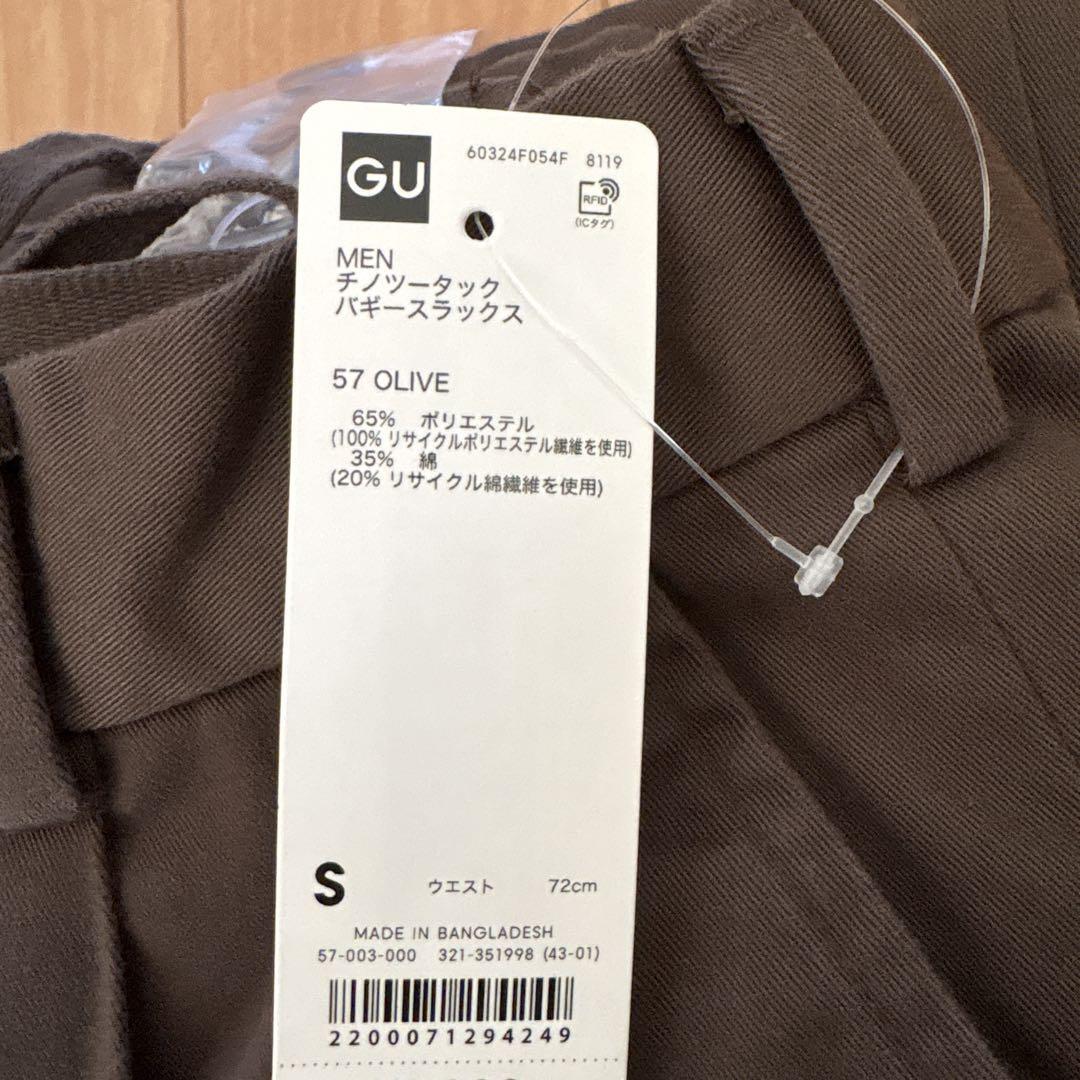 GU
60324F054F 8119
RFID
(ICタグ)
MEN
チノツータック
バギースラックス
57 OLIVE
65% ポリエステル
(100% リサイクルポリエステル繊維を使用)
35% 綿
(20% リサイクル綿繊維を使用)
S ウエスト 72cm
MADE IN BANGLADESH
57-003-000 321-351998 (43-01)
2200071294249